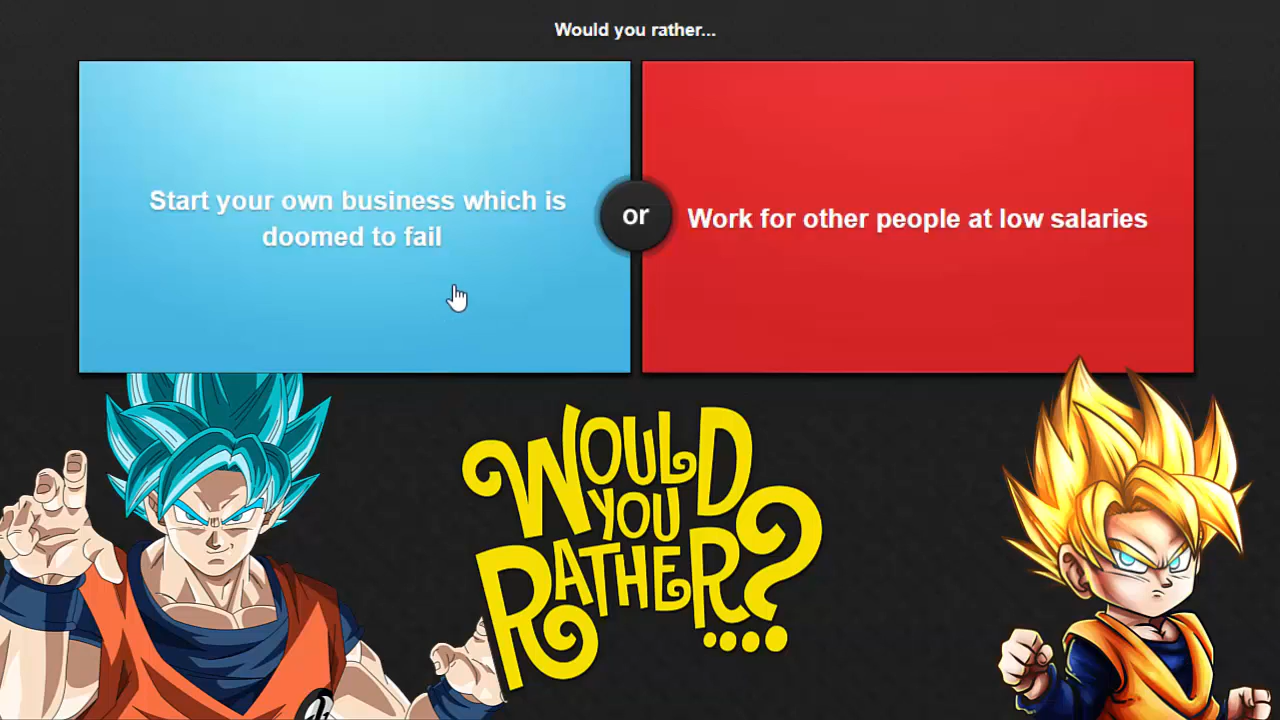 Would you rather...
Start your own business which is
doomed to fail
or
Work for other people at low salaries
WOULD
YOU
RATHER?....